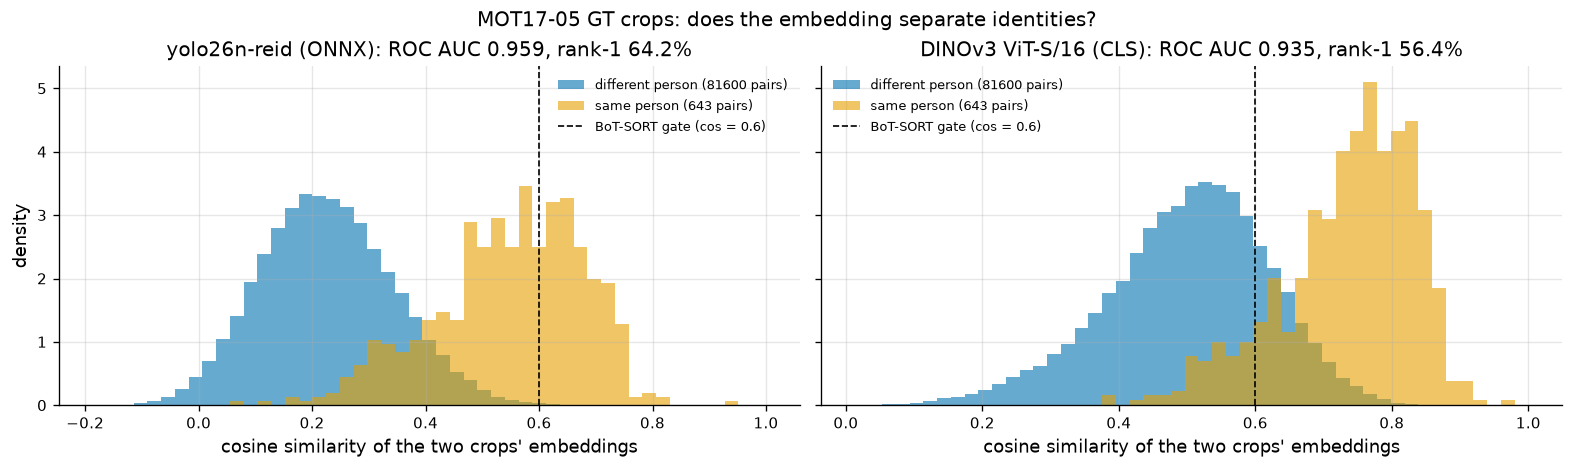 MOT17-05 GT crops: does the embedding separate identities?
yolo26n-reid (ONNX): ROC AUC 0.959, rank-1 64.2%
different person (81600 pairs)
same person (643 pairs)
BoT-SORT gate (cos = 0.6)
density
5
4
3
2
1
0
−0.2 0.0 0.2 0.4 0.6 0.8 1.0
cosine similarity of the two crops' embeddings
DINOv3 ViT-S/16 (CLS): ROC AUC 0.935, rank-1 56.4%
different person (81600 pairs)
same person (643 pairs)
BoT-SORT gate (cos = 0.6)
0.0 0.2 0.4 0.6 0.8 1.0
cosine similarity of the two crops' embeddings